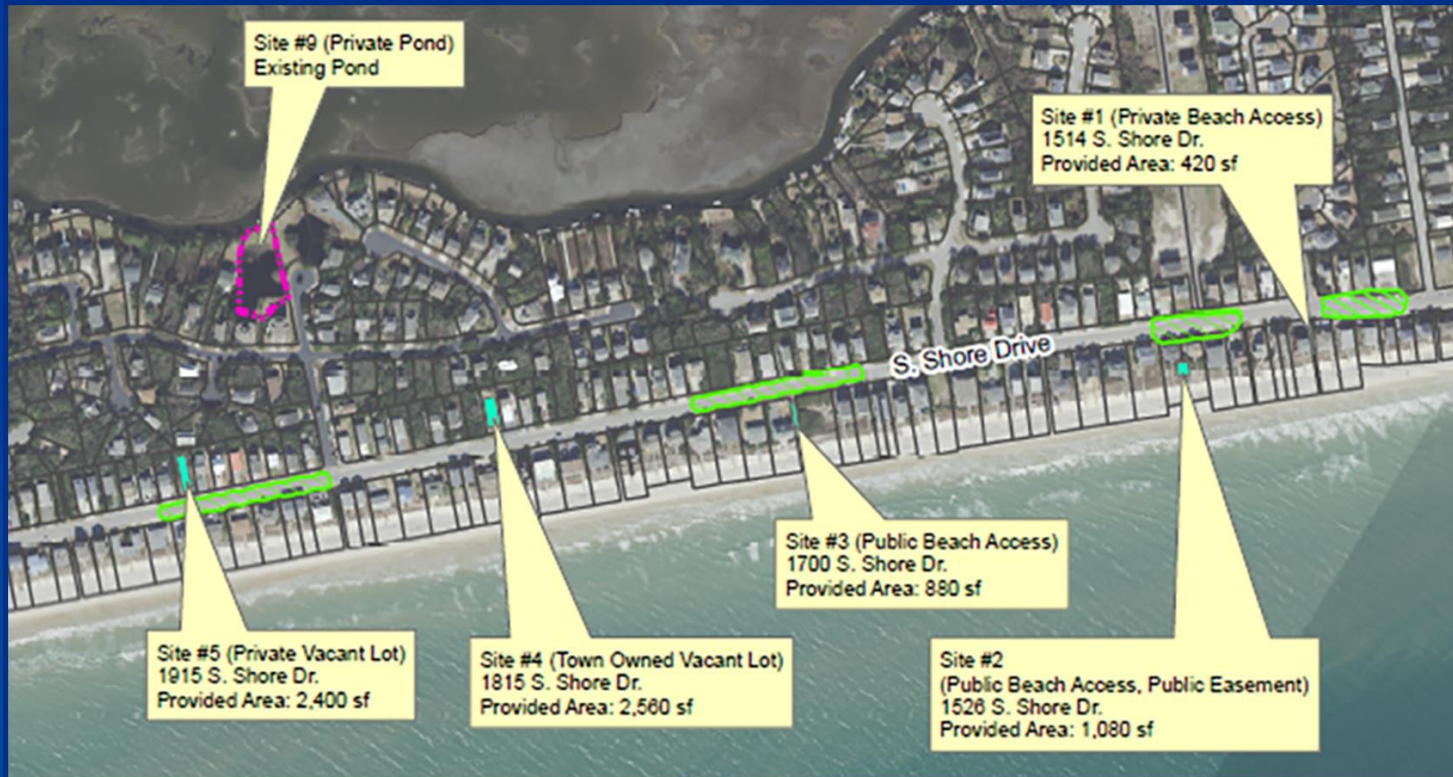 Site #9 (Private Pond)
Existing Pond
Site #1 (Private Beach Access)
1514 S. Shore Dr.
Provided Area: 420 sf
S. Shore Drive
Site #3 (Public Beach Access)
1700 S. Shore Dr.
Provided Area: 880 sf
Site #5 (Private Vacant Lot)
1915 S. Shore Dr.
Provided Area: 2,400 sf
Site #4 (Town Owned Vacant Lot)
1815 S. Shore Dr.
Provided Area: 2,560 sf
Site #2
(Public Beach Access, Public Easement)
1526 S. Shore Dr.
Provided Area: 1,080 sf